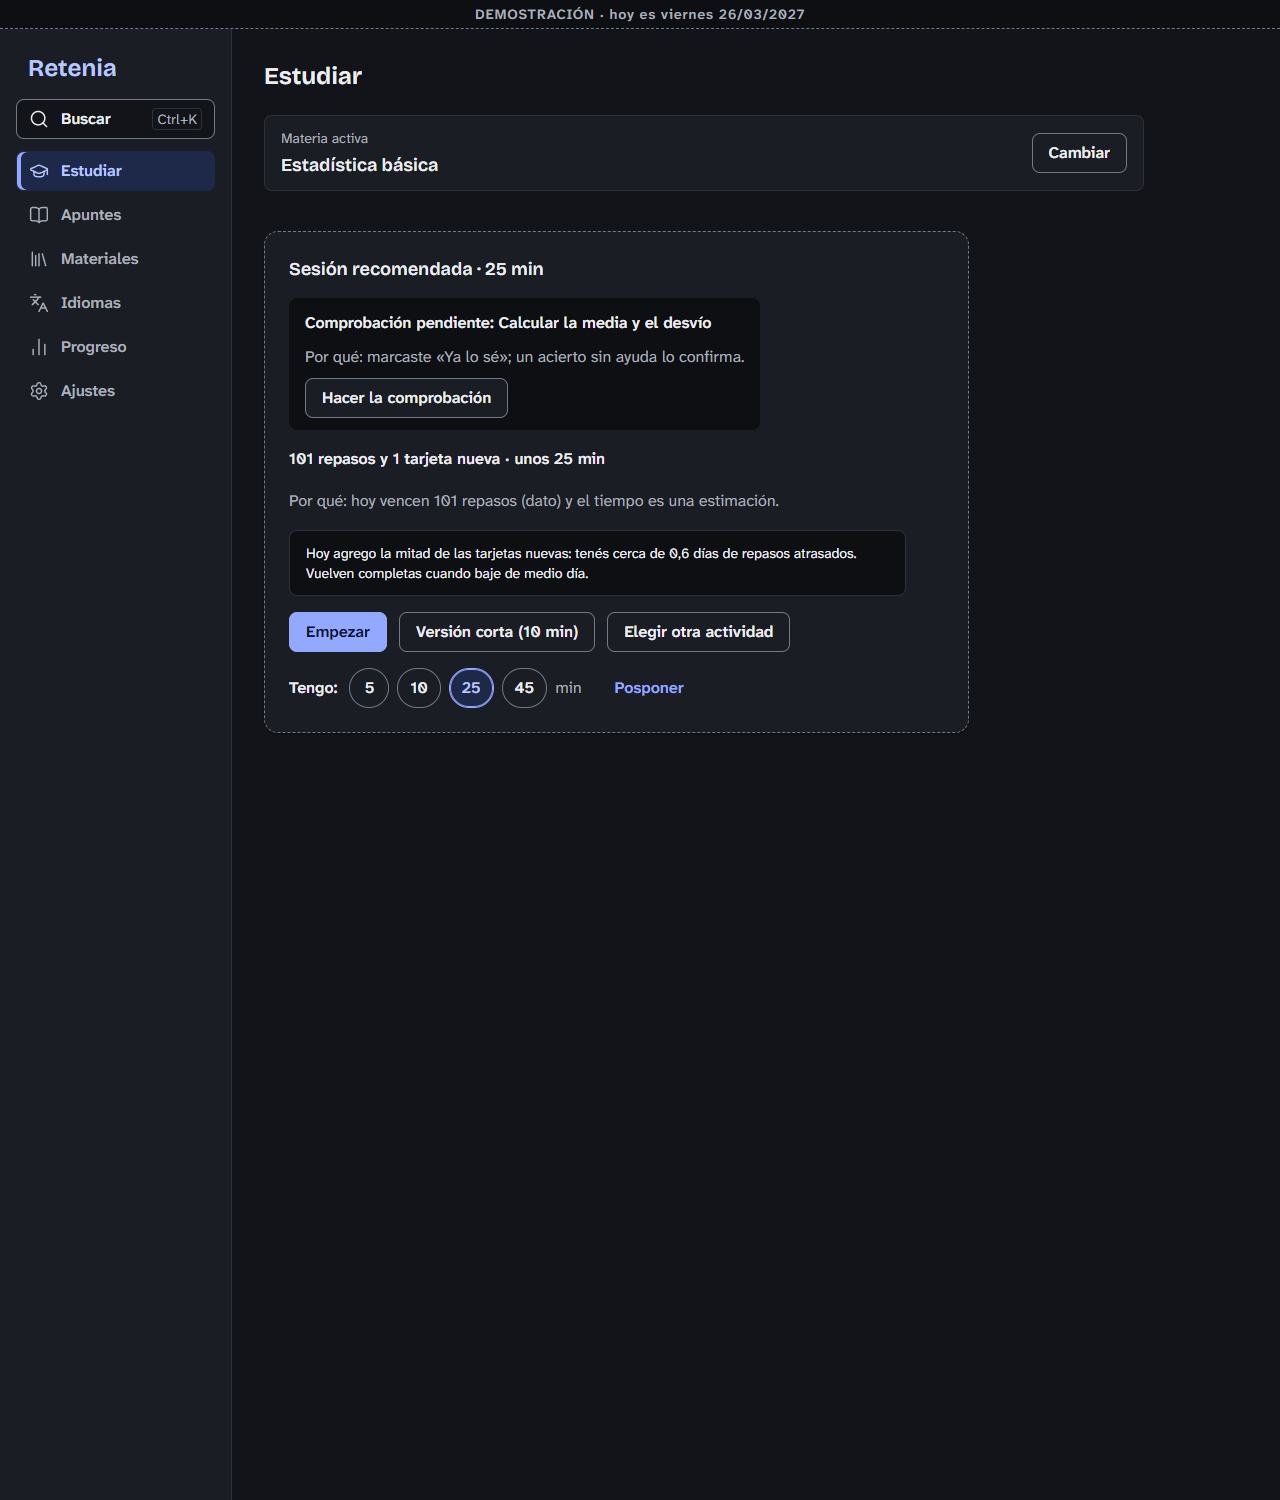 DEMOSTRACIÓN · hoy es viernes 26/03/2027
Retenia
Buscar Ctrl+K
Estudiar
Apuntes
Materiales
Idiomas
Progreso
Ajustes
Estudiar
Materia activa
Estadística básica
Cambiar
Sesión recomendada · 25 min
Comprobación pendiente: Calcular la media y el desvío
Por qué: marcaste «Ya lo sé»; un acierto sin ayuda lo confirma.
Hacer la comprobación
101 repasos y 1 tarjeta nueva · unos 25 min
Por qué: hoy vencen 101 repasos (dato) y el tiempo es una estimación.
Hoy agrego la mitad de las tarjetas nuevas: tenés cerca de 0,6 días de repasos atrasados.
Vuelven completas cuando baje de medio día.
Empezar Versión corta (10 min) Elegir otra actividad
Tengo: 5 10 25 45 min Posponer